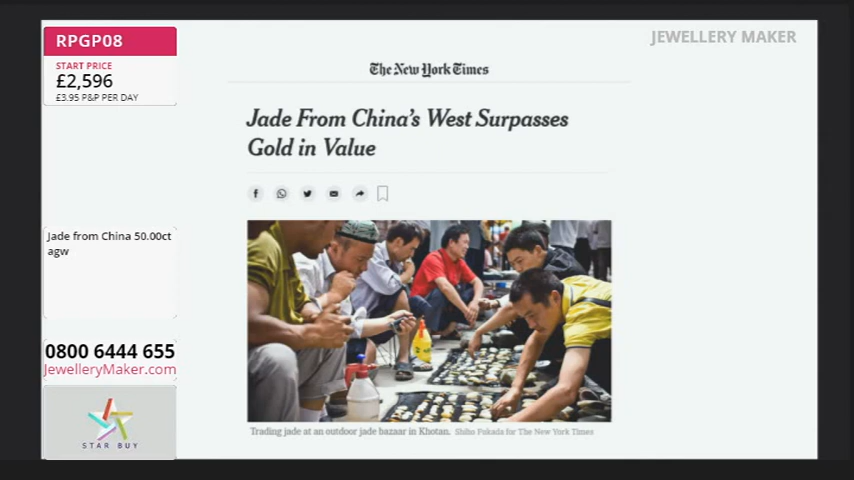 RPGP08
START PRICE
£2,596
£3.95 P&P PER DAY
Jade from China 50.00ct
agw
0800 6444 655
JewelleryMaker.com
STAR BUY
JEWELLERY MAKER
The New York Times
Jade From China's West Surpasses
Gold in Value
Trading jade at an outdoor jade bazaar in Khotan. Shiho Fukada for The New York Times